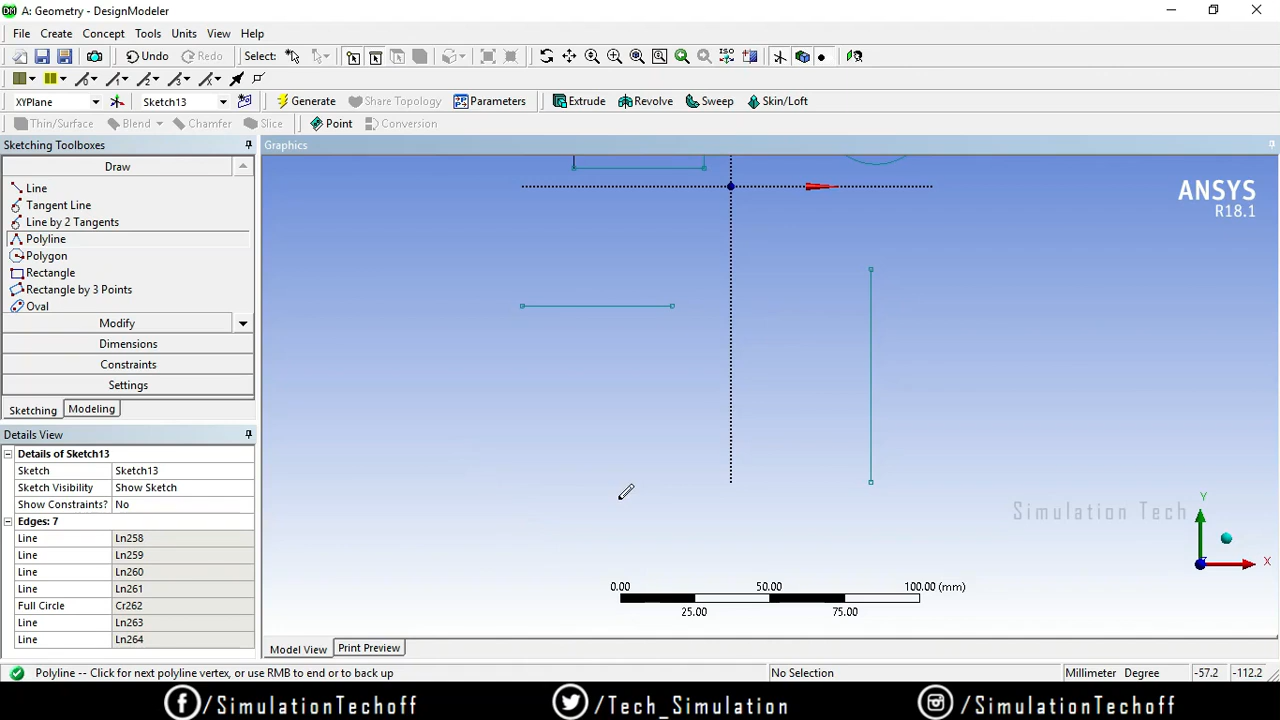 A: Geometry - DesignModeler
File Create Concept Tools Units View Help
Undo Redo Select: ISO
XYPlane Sketch13 Generate Share Topology Parameters Extrude Revolve Sweep Skin/Loft
Thin/Surface Blend Chamfer Slice Point Conversion
Sketching Toolboxes
Draw
Line
Tangent Line
Line by 2 Tangents
Polyline
Polygon
Rectangle
Rectangle by 3 Points
Oval
Modify
Dimensions
Constraints
Settings
Sketching Modeling
Details View
Details of Sketch13
Sketch Sketch13
Sketch Visibility Show Sketch
Show Constraints? No
Edges: 7
Line Ln258
Line Ln259
Line Ln260
Line Ln261
Full Circle Cr262
Line Ln263
Line Ln264
Graphics
ANSYS
R18.1
Simulation Tech
Y
X
0.00 50.00 100.00 (mm)
25.00 75.00
Model View Print Preview
Polyline -- Click for next polyline vertex, or use RMB to end or to back up No Selection Millimeter Degree -57.2 -112.2
/SimulationTechoff /Tech_Simulation /SimulationTechoff